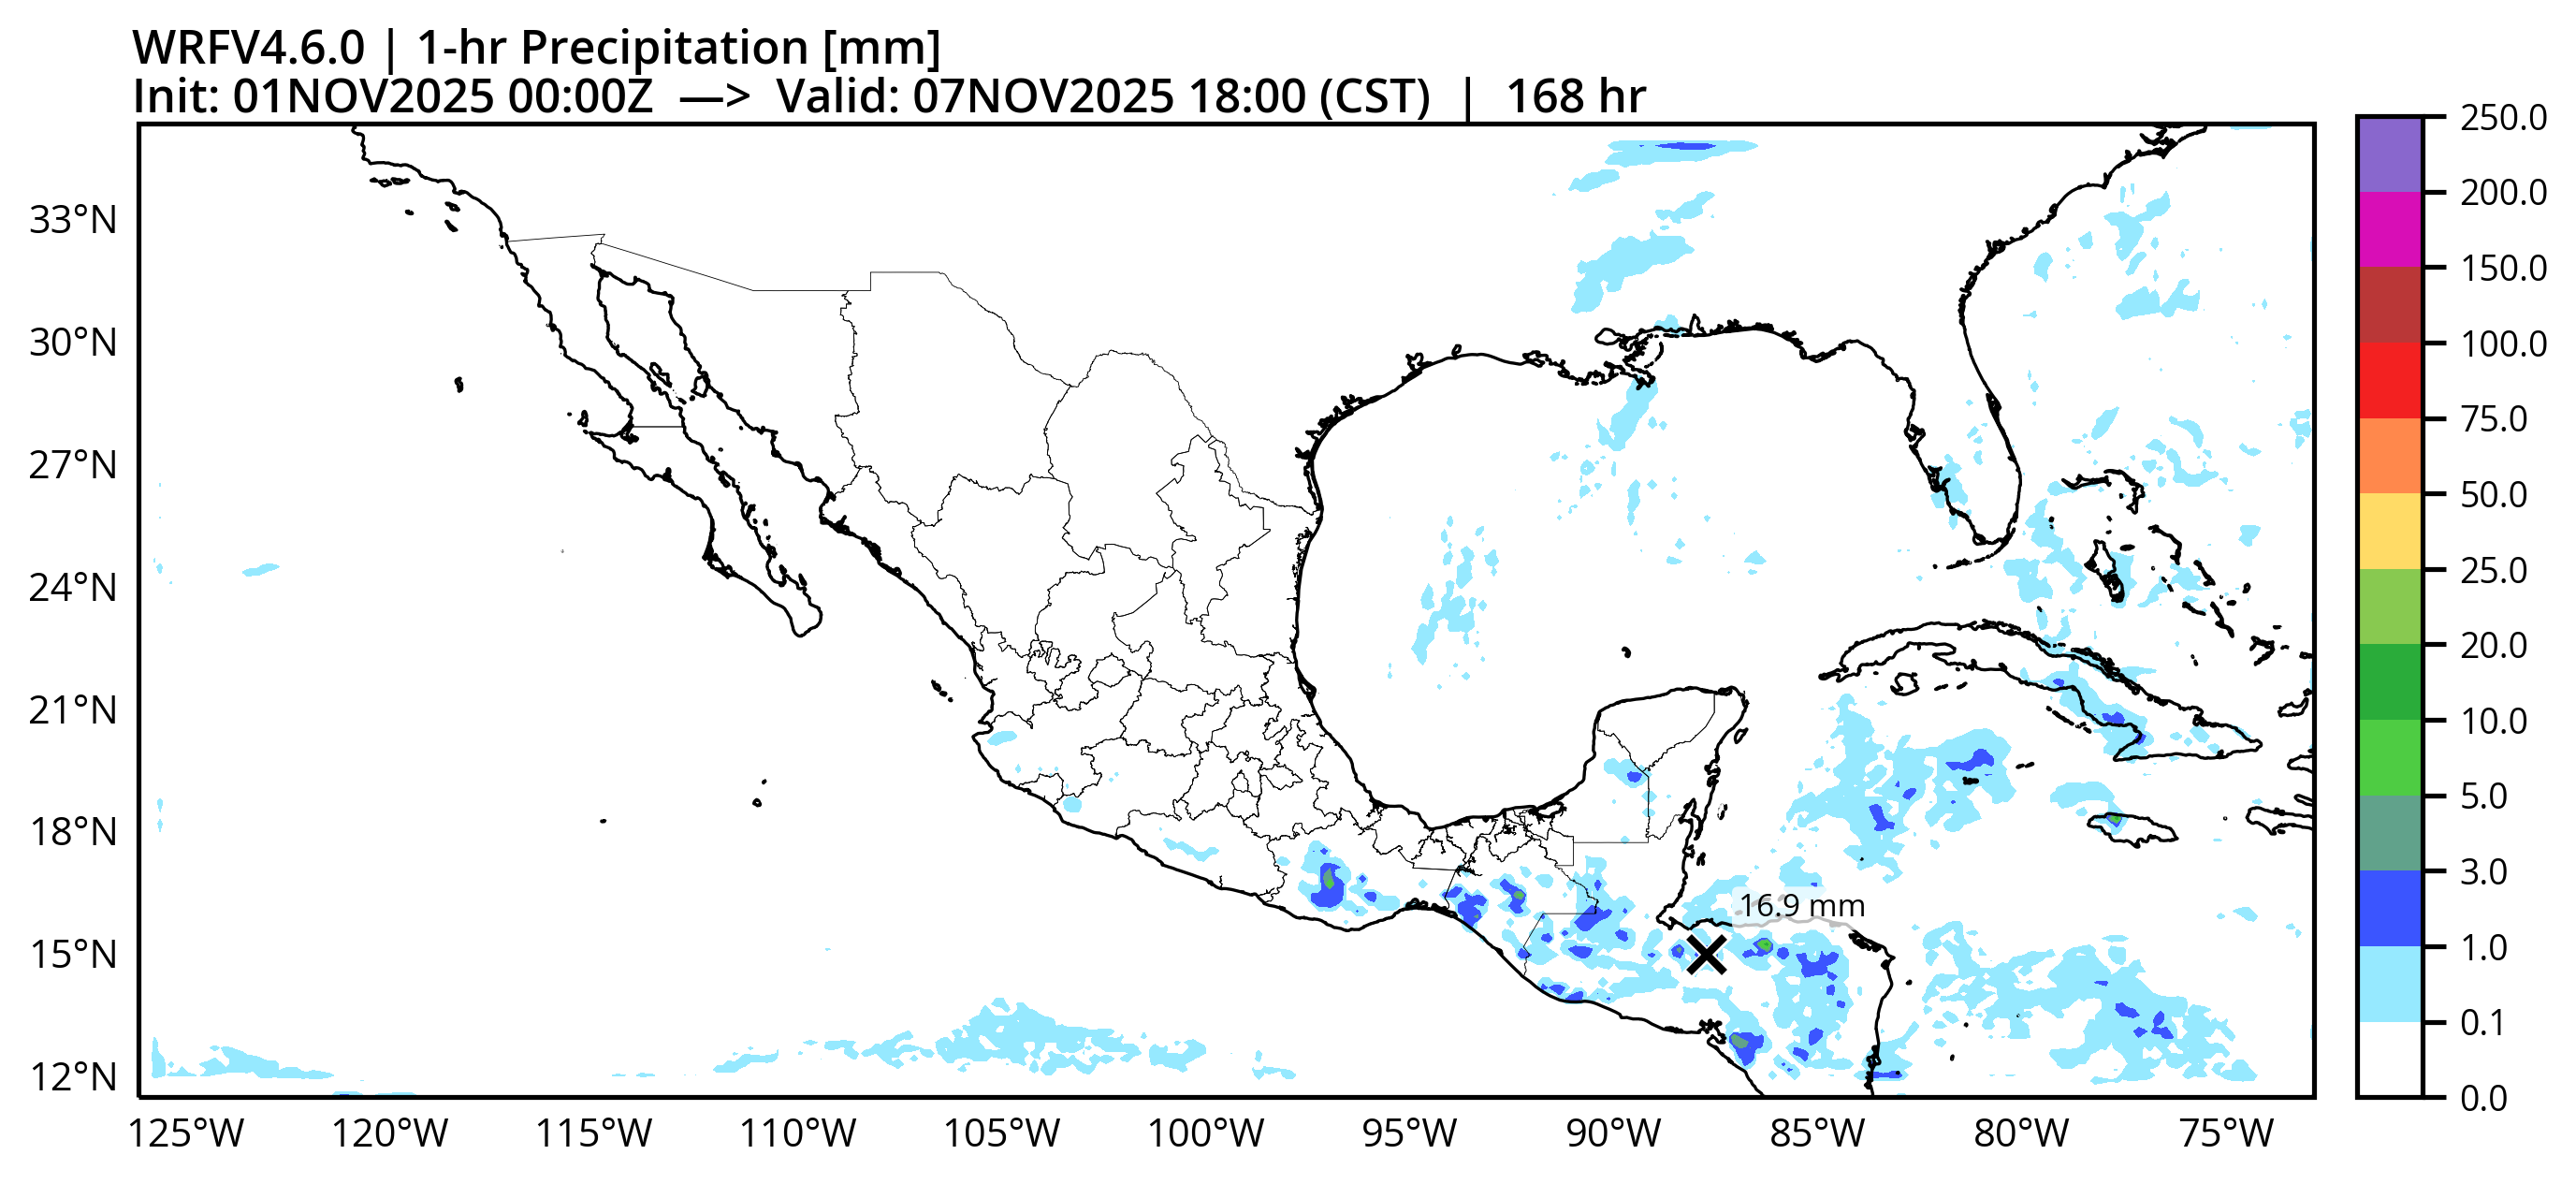 WRFV4.6.0 | 1-hr Precipitation [mm]
Init: 01NOV2025 00:00Z —> Valid: 07NOV2025 18:00 (CST) | 168 hr
33°N
30°N
27°N
24°N
21°N
18°N
15°N
12°N
125°W 120°W 115°W 110°W 105°W 100°W 95°W 90°W 85°W 80°W 75°W
16.9 mm
250.0
200.0
150.0
100.0
75.0
50.0
25.0
20.0
10.0
5.0
3.0
1.0
0.1
0.0